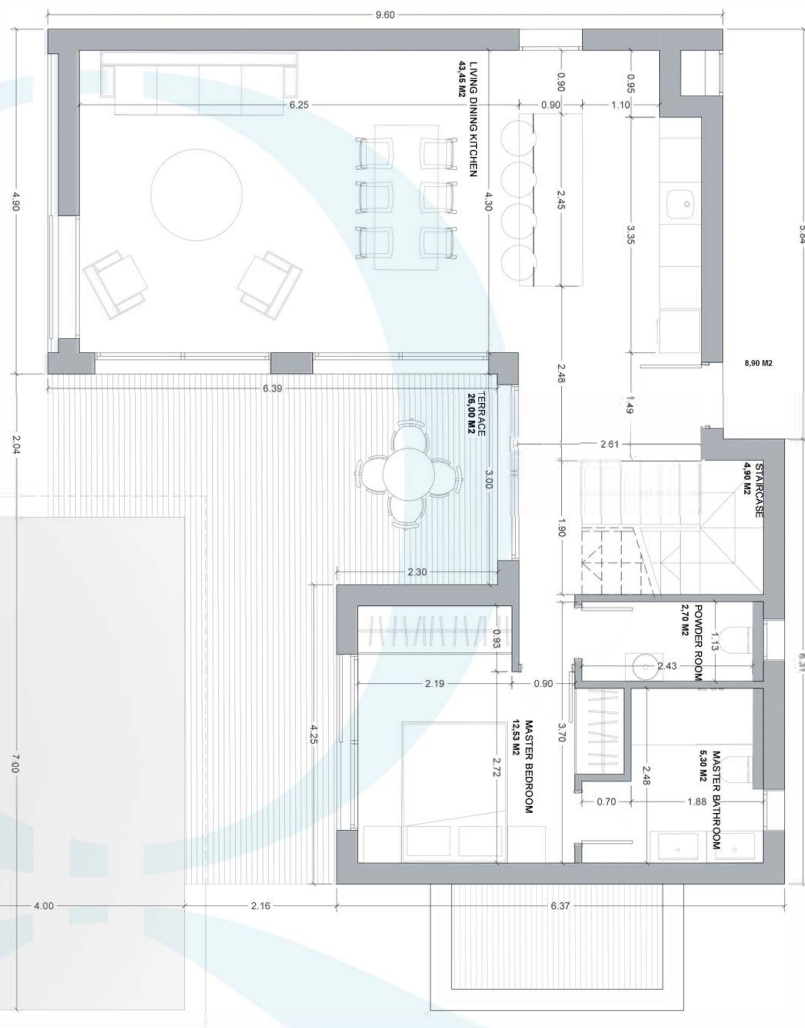 9.60
LIVING DINING KITCHEN
43,45 M2
6.25
0.90
0.90
1.10
0.95
4.90
4.30
2.45
3.35
5.84
8,90 M2
2.48
1.49
6.39
TERRACE
26,00 M2
3.00
2.61
2.04
STAIRCASE
4,90 M2
1.90
2.30
POWDER ROOM
2,70 M2
1.13
2.43
6.31
0.93
2.19
0.90
4.25
MASTER BEDROOM
12,53 M2
3.70
2.72
MASTER BATHROOM
5,30 M2
2.48
0.70
1.88
7.00
4.00
2.16
6.37